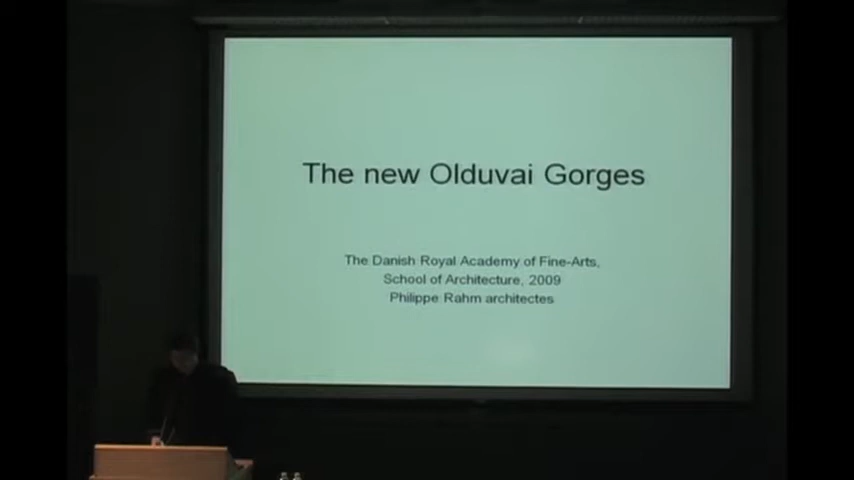 The new Olduvai Gorges
The Danish Royal Academy of Fine-Arts,
School of Architecture, 2009
Philippe Rahm architectes